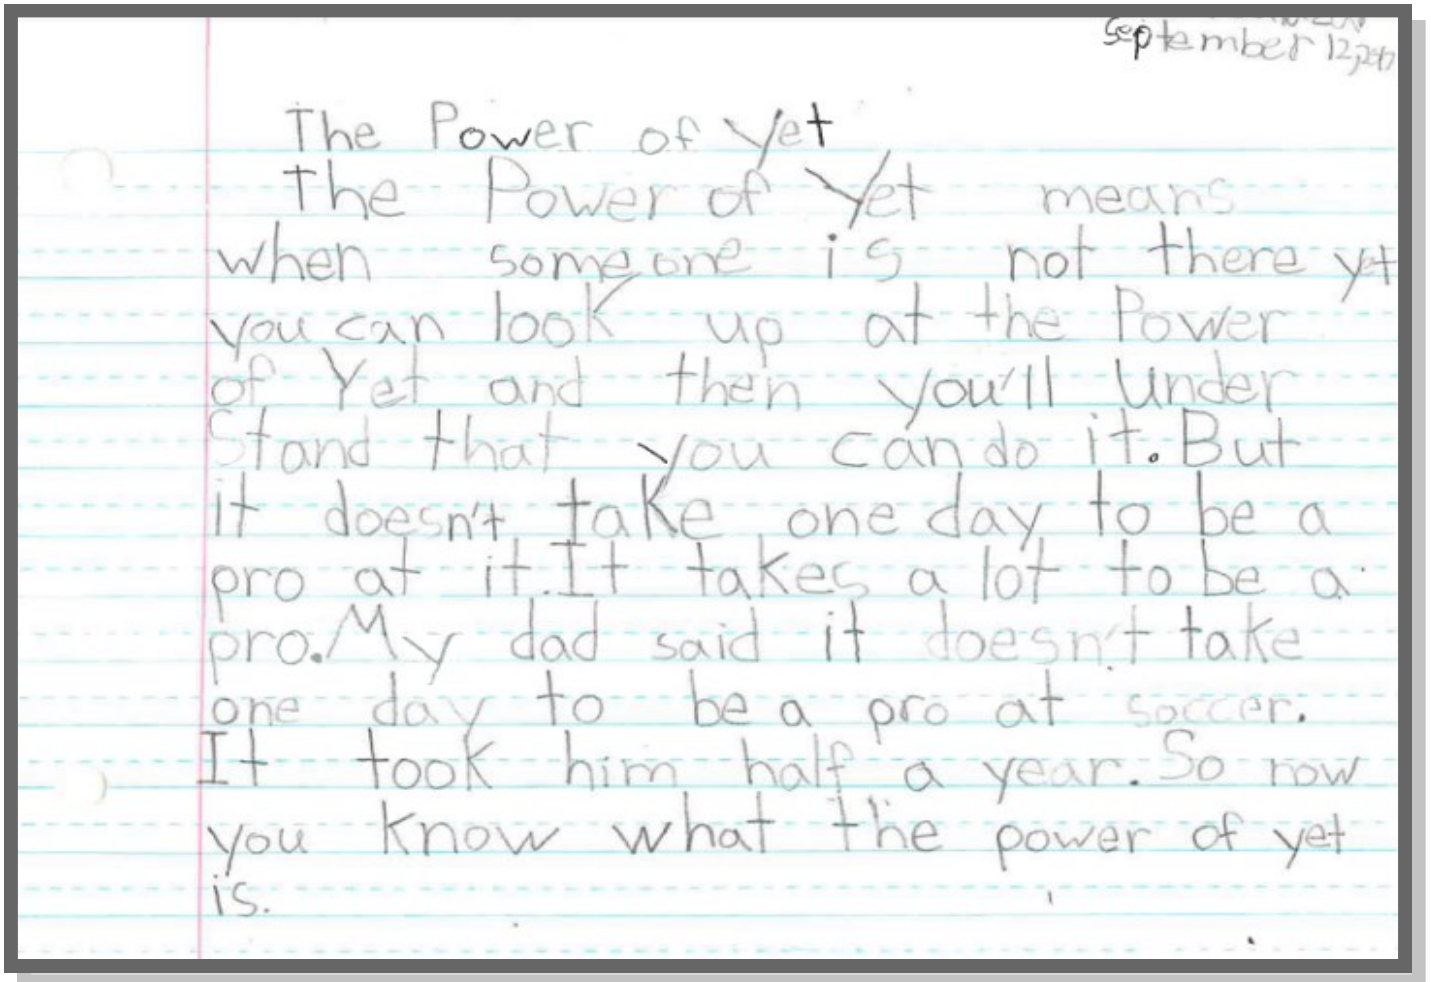 September 12, 2017
The Power of Yet
The Power of Yet means
when someone is not there yet
you can look up at the Power
of Yet and then you'll Under
Stand that you can do it. But
it doesn't take one day to be a
pro at it. It takes a lot to be a
pro. My dad said it doesn't take
one day to be a pro at soccer.
It took him half a year. So now
you know what the power of yet
is.